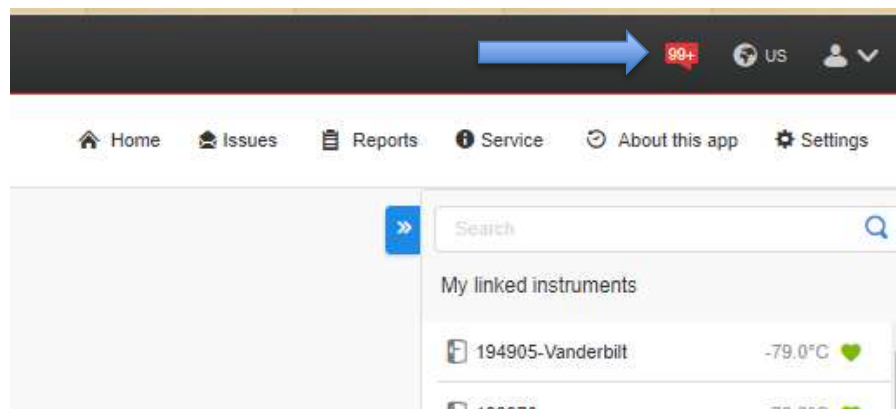 99+ US
Home Issues Reports Service About this app Settings
»
Search
My linked instruments
194905-Vanderbilt -79.0°C